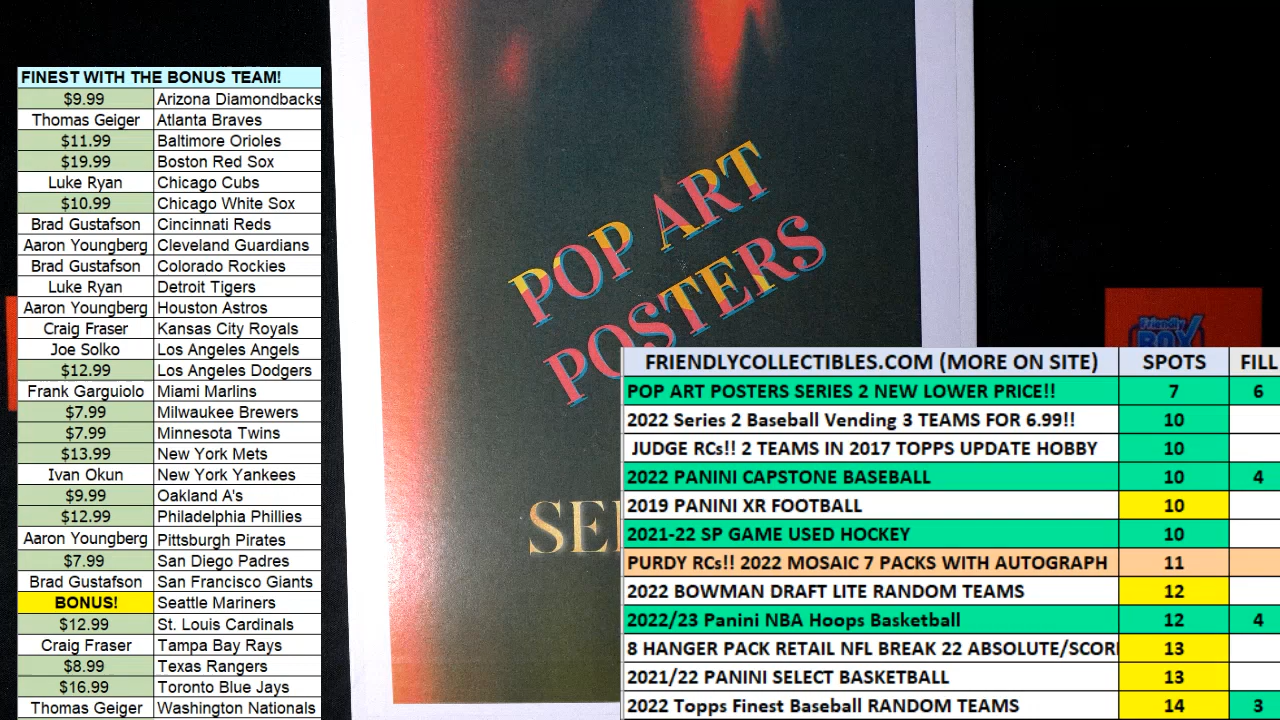 FINEST WITH THE BONUS TEAM!
$9.99 Arizona Diamondbacks
Thomas Geiger Atlanta Braves
$11.99 Baltimore Orioles
$19.99 Boston Red Sox
Luke Ryan Chicago Cubs
$10.99 Chicago White Sox
Brad Gustafson Cincinnati Reds
Aaron Youngberg Cleveland Guardians
Brad Gustafson Colorado Rockies
Luke Ryan Detroit Tigers
Aaron Youngberg Houston Astros
Craig Fraser Kansas City Royals
Joe Solko Los Angeles Angels
$12.99 Los Angeles Dodgers
Frank Garguiolo Miami Marlins
$7.99 Milwaukee Brewers
$7.99 Minnesota Twins
$13.99 New York Mets
Ivan Okun New York Yankees
$9.99 Oakland A's
$12.99 Philadelphia Phillies
Aaron Youngberg Pittsburgh Pirates
$7.99 San Diego Padres
Brad Gustafson San Francisco Giants
BONUS! Seattle Mariners
$12.99 St. Louis Cardinals
Craig Fraser Tampa Bay Rays
$8.99 Texas Rangers
$16.99 Toronto Blue Jays
Thomas Geiger Washington Nationals
POP ART
POSTERS
Friendly
BOX
FRIENDLYCOLLECTIBLES.COM (MORE ON SITE) SPOTS FILL
POP ART POSTERS SERIES 2 NEW LOWER PRICE!! 7 6
2022 Series 2 Baseball Vending 3 TEAMS FOR 6.99!! 10
JUDGE RCs!! 2 TEAMS IN 2017 TOPPS UPDATE HOBBY 10
2022 PANINI CAPSTONE BASEBALL 10 4
2019 PANINI XR FOOTBALL 10
2021-22 SP GAME USED HOCKEY 10
PURDY RCs!! 2022 MOSAIC 7 PACKS WITH AUTOGRAPH 11
2022 BOWMAN DRAFT LITE RANDOM TEAMS 12
2022/23 Panini NBA Hoops Basketball 12 4
8 HANGER PACK RETAIL NFL BREAK 22 ABSOLUTE/SCORE 13
2021/22 PANINI SELECT BASKETBALL 13
2022 Topps Finest Baseball RANDOM TEAMS 14 3